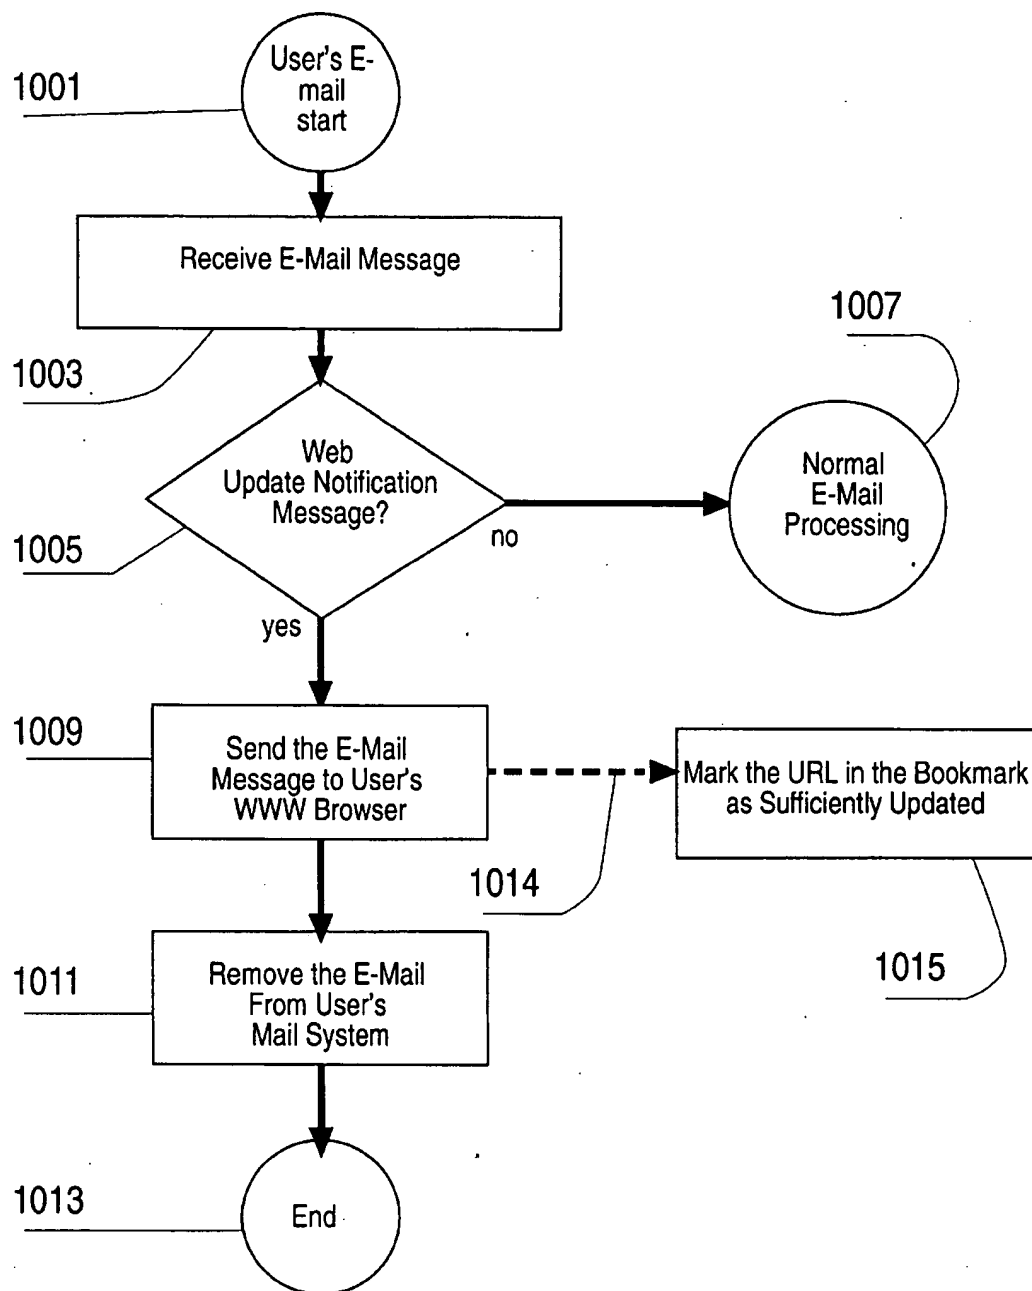 User's E-
mail
start
1001
Receive E-Mail Message
1003
1007
Web
Update Notification
Message?
Normal
E-Mail
Processing
1005
no
yes
1009
Send the E-Mail
Message to User's
WWW Browser
Mark the URL in the Bookmark
as Sufficiently Updated
1014
1015
1011
Remove the E-Mail
From User's
Mail System
1013
End